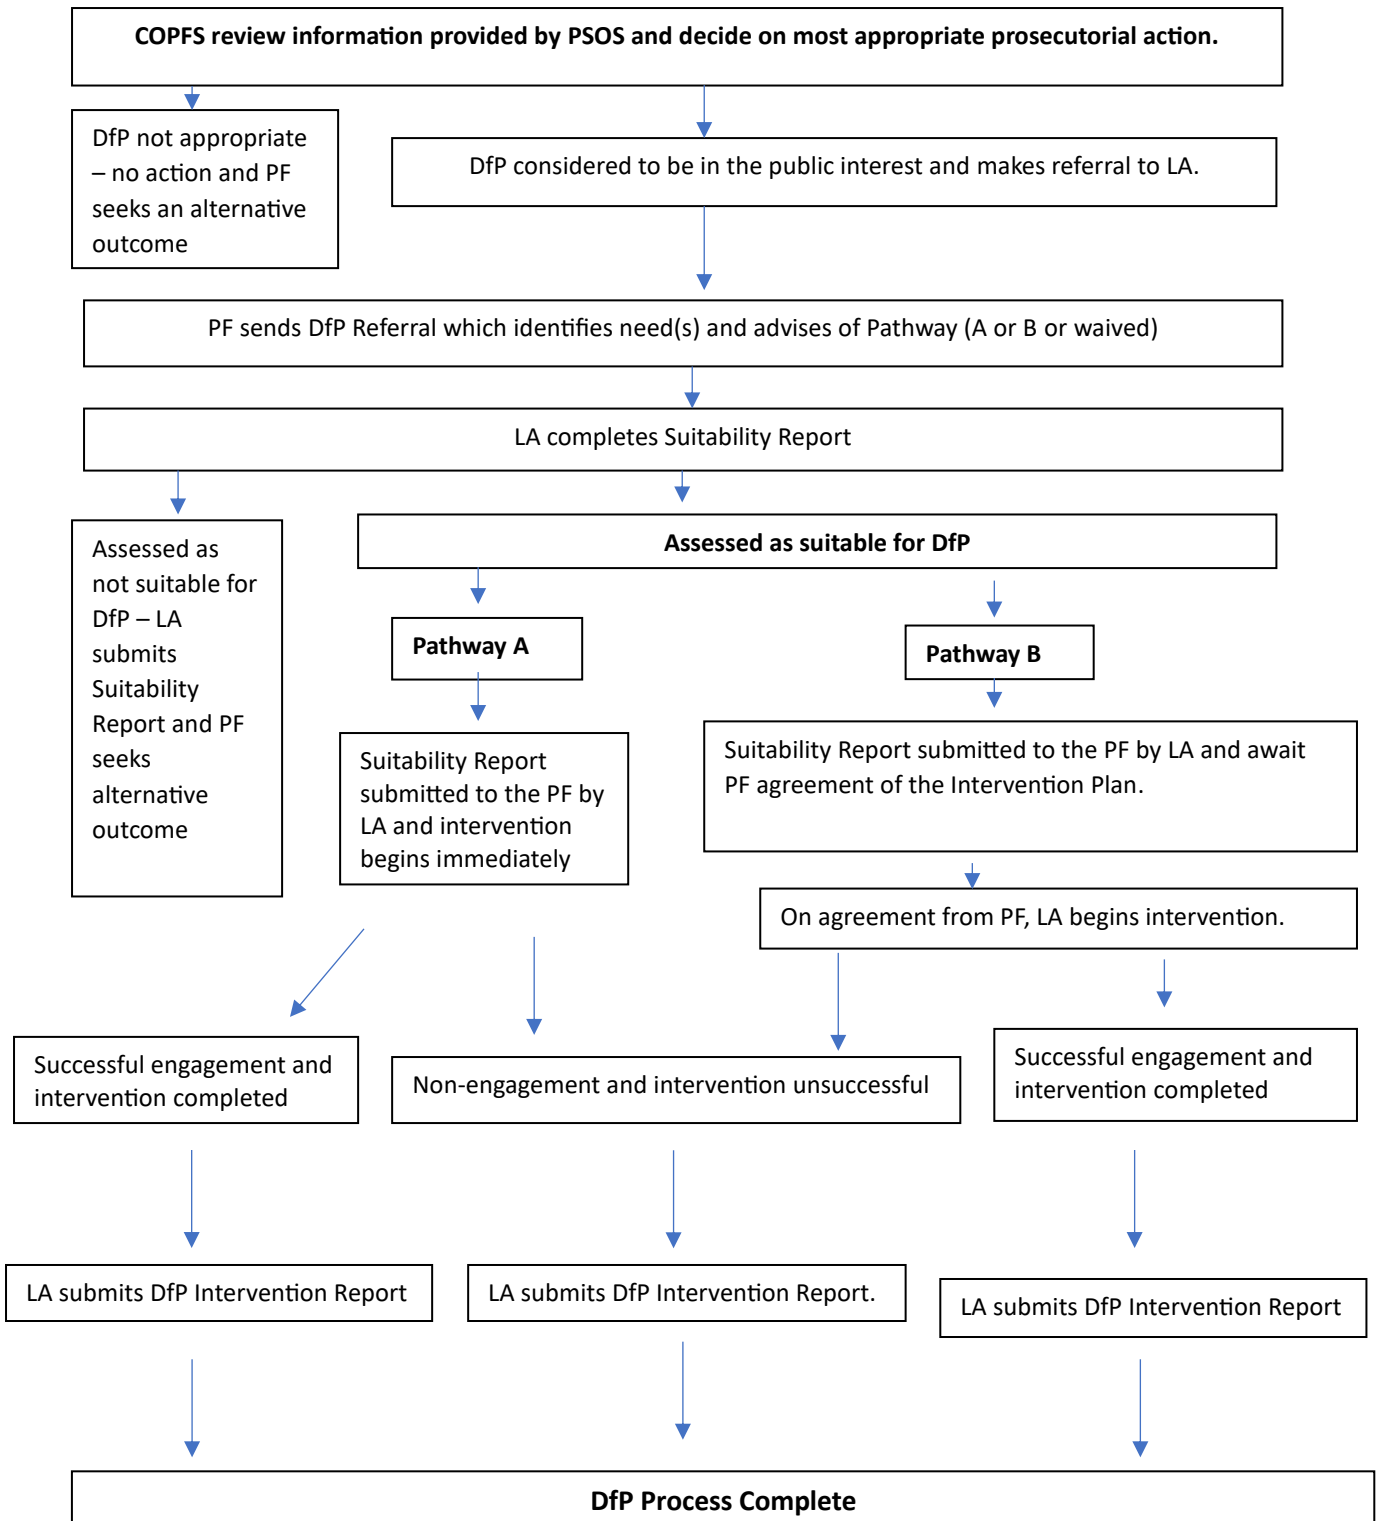 COPFS review information provided by PSOS and decide on most appropriate prosecutorial action.
DfP not appropriate
– no action and PF
seeks an alternative
outcome
DfP considered to be in the public interest and makes referral to LA.
PF sends DfP Referral which identifies need(s) and advises of Pathway (A or B or waived)
LA completes Suitability Report
Assessed as
not suitable for
DfP – LA
submits
Suitability
Report and PF
seeks
alternative
outcome
Assessed as suitable for DfP
Pathway A
Pathway B
Suitability Report
submitted to the PF by
LA and intervention
begins immediately
Suitability Report submitted to the PF by LA and await
PF agreement of the Intervention Plan.
On agreement from PF, LA begins intervention.
Successful engagement and
intervention completed
Non-engagement and intervention unsuccessful
Successful engagement and
intervention completed
LA submits DfP Intervention Report
LA submits DfP Intervention Report.
LA submits DfP Intervention Report
DfP Process Complete